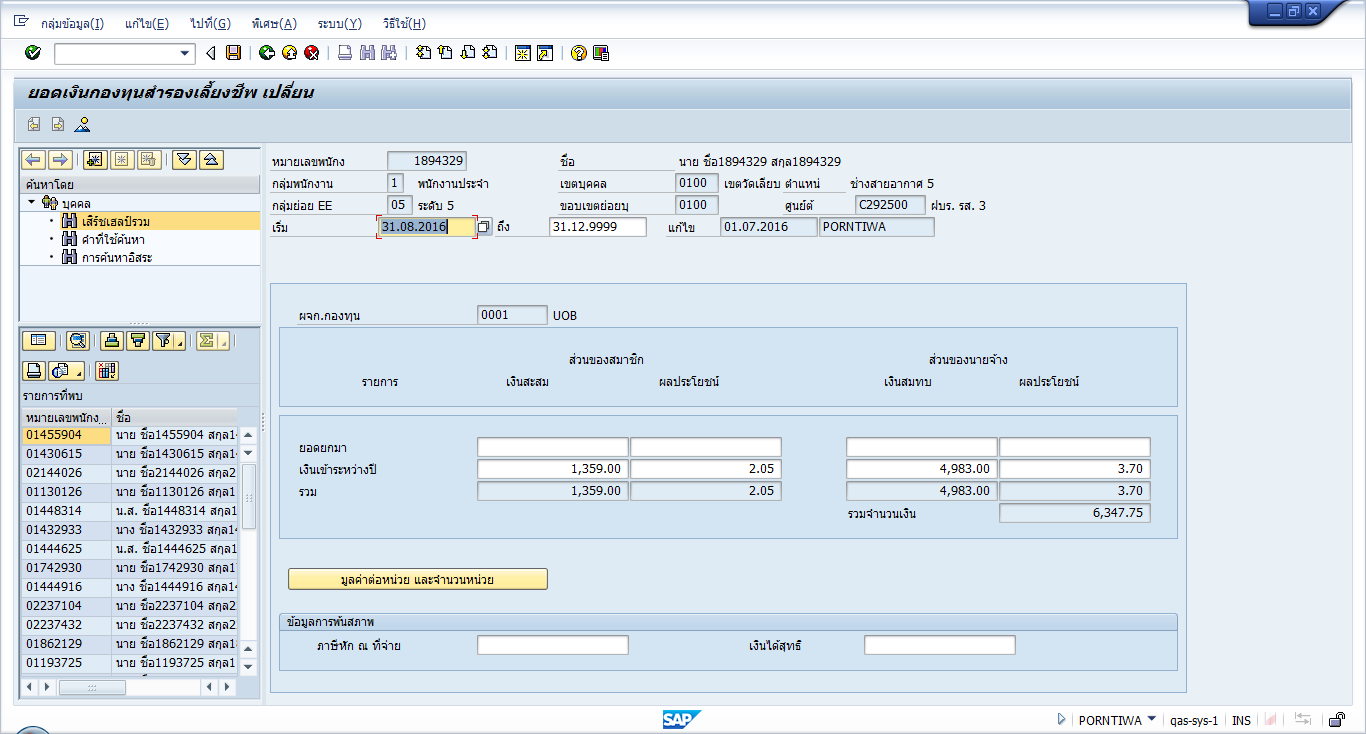 กลุ่มข้อมูล(I) แก้ไข(E) ไปที่(G) พิเศษ(A) ระบบ(Y) วิธีใช้(H)
ยอดเงินกองทุนสำรองเลี้ยงชีพ เปลี่ยน
ค้นหาโดย
บุคคล
เสิร์ชเฮลป์รวม
คำที่ใช้ค้นหา
การค้นหาอิสระ
รายการที่พบ
หมายเลขพนักง... ชื่อ
01455904 นาย ชื่อ1455904 สกุล14
01430615 นาย ชื่อ1430615 สกุล14
02144026 นาย ชื่อ2144026 สกุล2
01130126 นาย ชื่อ1130126 สกุล1
01448314 น.ส. ชื่อ1448314 สกุล1
01432933 นาง ชื่อ1432933 สกุล14
01444625 น.ส. ชื่อ1444625 สกุล1
01742930 นาย ชื่อ1742930 สกุล1
01444916 นาง ชื่อ1444916 สกุล14
02237104 นาย ชื่อ2237104 สกุล2
02237432 นาย ชื่อ2237432 สกุล2
01862129 นาย ชื่อ1862129 สกุล1
01193725 นาย ชื่อ1193725 สกุล1
หมายเลขพนักง 1894329 ชื่อ นาย ชื่อ1894329 สกุล1894329
กลุ่มพนักงาน 1 พนักงานประจำ เขตบุคคล 0100 เขตวัดเลียบ ตำแหน่ ช่างสายอากาศ 5
กลุ่มย่อย EE 05 ระดับ 5 ขอบเขตย่อยบุ 0100 ศูนย์ต้ C292500 ฝบร. รส. 3
เริ่ม 31.08.2016 ถึง 31.12.9999 แก้ไข 01.07.2016 PORNTIWA
ผจก.กองทุน 0001 UOB
ส่วนของสมาชิก ส่วนของนายจ้าง
รายการ เงินสะสม ผลประโยชน์ เงินสมทบ ผลประโยชน์
ยอดยกมา
เงินเข้าระหว่างปี 1,359.00 2.05 4,983.00 3.70
รวม 1,359.00 2.05 4,983.00 3.70
รวมจำนวนเงิน 6,347.75
มูลค่าต่อหน่วย และจำนวนหน่วย
ข้อมูลการพ้นสภาพ
ภาษีหัก ณ ที่จ่าย เงินได้สุทธิ
SAP PORNTIWA qas-sys-1 INS